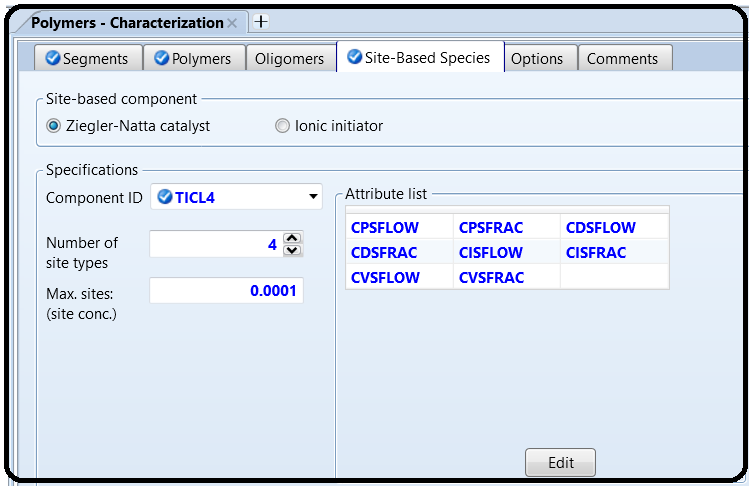 Polymers - Characterization × +
Segments Polymers Oligomers Site-Based Species Options Comments
Site-based component
Ziegler-Natta catalyst Ionic initiator
Specifications
Component ID TICL4
Number of
site types
4
Max. sites:
(site conc.)
0.0001
Attribute list
CPSFLOW CPSFRAC CDSFLOW
CDSFRAC CISFLOW CISFRAC
CVSFLOW CVSFRAC
Edit